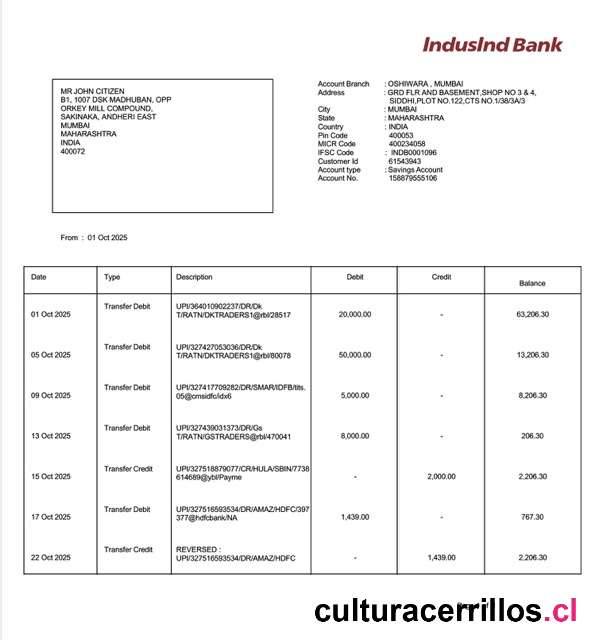 IndusInd Bank
MR JOHN CITIZEN
B1, 1007 DSK MADHUBAN, OPP
ORKEY MILL COMPOUND,
SAKINAKA, ANDHERI EAST
MUMBAI
MAHARASHTRA
INDIA
400072
Account Branch : OSHIWARA , MUMBAI
Address : GRD FLR AND BASEMENT,SHOP NO 3 & 4,
SIDDHI,PLOT NO.122,CTS NO.1/38/3A/3
City : MUMBAI
State : MAHARASHTRA
Country : INDIA
Pin Code 400053
MICR Code 400234058
IFSC Code : INDB0001096
Customer Id 61543943
Account type : Savings Account
Account No. 158879555106
From : 01 Oct 2025
Date Type Description Debit Credit Balance
01 Oct 2025 Transfer Debit UPI/364010902237/DR/Dk
T/RATN/DKTRADERS1@rbl/28517 20,000.00 - 63,206.30
05 Oct 2025 Transfer Debit UPI/327427053036/DR/Dk
T/RATN/DKTRADERS1@rbl/80078 50,000.00 - 13,206.30
09 Oct 2025 Transfer Debit UPI/327417709282/DR/SMAR/IDFB/tits.
05@cmsidfc/idx6 5,000.00 - 8,206.30
13 Oct 2025 Transfer Debit UPI/327439031373/DR/Gs
T/RATN/GSTRADERS@rbl/470041 8,000.00 - 206.30
15 Oct 2025 Transfer Credit UPI/327518879077/CR/HULA/SBIN/7738
614689@ybl/Payme - 2,000.00 2,206.30
17 Oct 2025 Transfer Debit UPI/327516593534/DR/AMAZ/HDFC/397
377@hdfcbank/NA 1,439.00 - 767.30
22 Oct 2025 Transfer Credit REVERSED :
UPI/327516593534/DR/AMAZ/HDFC - 1,439.00 2,206.30
culturacerrillos.cl